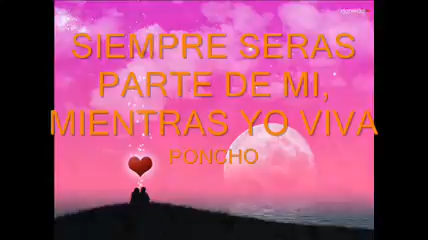 SIEMPRE SERAS
PARTE DE MI,
MIENTRAS YO VIVA
PONCHO